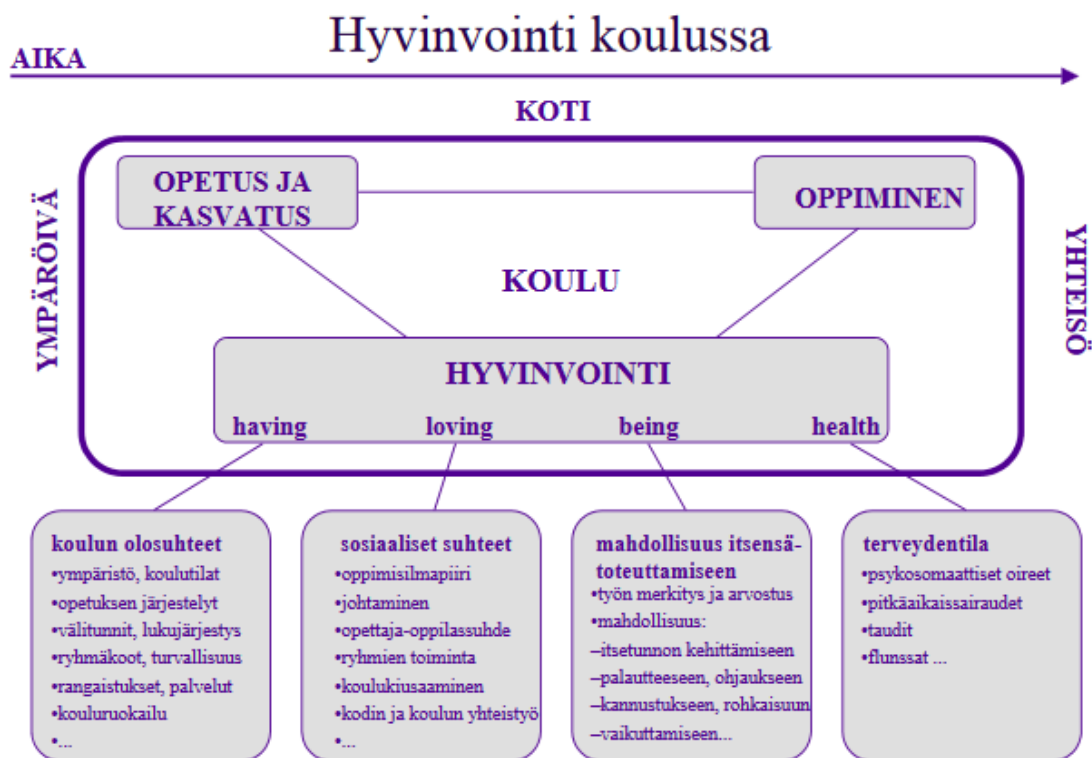 Hyvinvointi koulussa
AIKA
KOTI
YMPÄRÖIVÄ
YHTEISÖ
OPETUS JA
KASVATUS
OPPIMINEN
KOULU
HYVINVOINTI
having loving being health
koulun olosuhteet
•ympäristö, koulutilat
•opetuksen järjestelyt
•välitunnit, lukujärjestys
•ryhmäkoot, turvallisuus
•rangaistukset, palvelut
•kouluruokailu
•...
sosiaaliset suhteet
•oppimisilmapiiri
•johtaminen
•opettaja-oppilassuhde
•ryhmien toiminta
•koulukiusaaminen
•kodin ja koulun yhteistyö
•...
mahdollisuus itsensä-
toteuttamiseen
•työn merkitys ja arvostus
•mahdollisuus:
–itsetunnon kehittämiseen
–palautteeseen, ohjaukseen
–kannustukseen, rohkaisuun
–vaikuttamiseen...
terveydentila
•psykosomaattiset oireet
•pitkäaikaissairaudet
•taudit
•flunssat ...